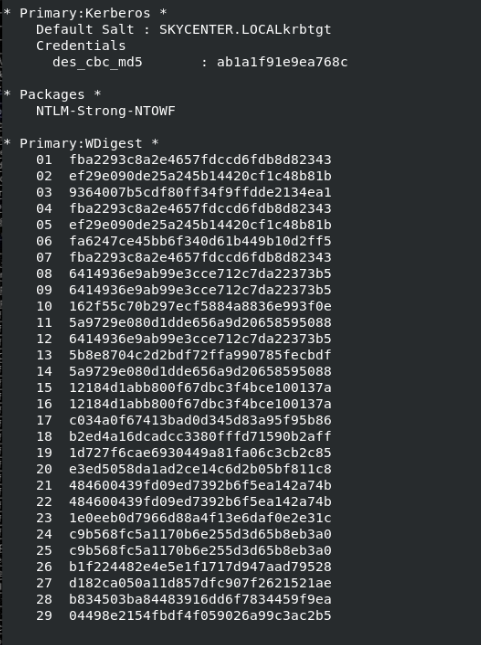 * Primary:Kerberos *
Default Salt : SKYCENTER.LOCALkrbtgt
Credentials
des_cbc_md5 : ab1a1f91e9ea768c
* Packages *
NTLM-Strong-NTOWF
* Primary:WDigest *
01 fba2293c8a2e4657fdccd6fdb8d82343
02 ef29e090de25a245b14420cf1c48b81b
03 9364007b5cdf80ff34f9ffdde2134ea1
04 fba2293c8a2e4657fdccd6fdb8d82343
05 ef29e090de25a245b14420cf1c48b81b
06 fa6247ce45bb6f340d61b449b10d2ff5
07 fba2293c8a2e4657fdccd6fdb8d82343
08 6414936e9ab99e3cce712c7da22373b5
09 6414936e9ab99e3cce712c7da22373b5
10 162f55c70b297ecf5884a8836e993f0e
11 5a9729e080d1dde656a9d20658595088
12 6414936e9ab99e3cce712c7da22373b5
13 5b8e8704c2d2bdf72ffa990785fecbdf
14 5a9729e080d1dde656a9d20658595088
15 12184d1abb800f67dbc3f4bce100137a
16 12184d1abb800f67dbc3f4bce100137a
17 c034a0f67413bad0d345d83a95f95b86
18 b2ed4a16dcadcc3380fffd71590b2aff
19 1d727f6cae6930449a81fa06c3cb2c85
20 e3ed5058da1ad2ce14c6d2b05bf811c8
21 484600439fd09ed7392b6f5ea142a74b
22 484600439fd09ed7392b6f5ea142a74b
23 1e0eeb0d7966d88a4f13e6daf0e2e31c
24 c9b568fc5a1170b6e255d3d65b8eb3a0
25 c9b568fc5a1170b6e255d3d65b8eb3a0
26 b1f224482e4e5e1f1717d947aad79528
27 d182ca050a11d857dfc907f2621521ae
28 b834503ba84483916dd6f7834459f9ea
29 04498e2154fbdf4f059026a99c3ac2b5